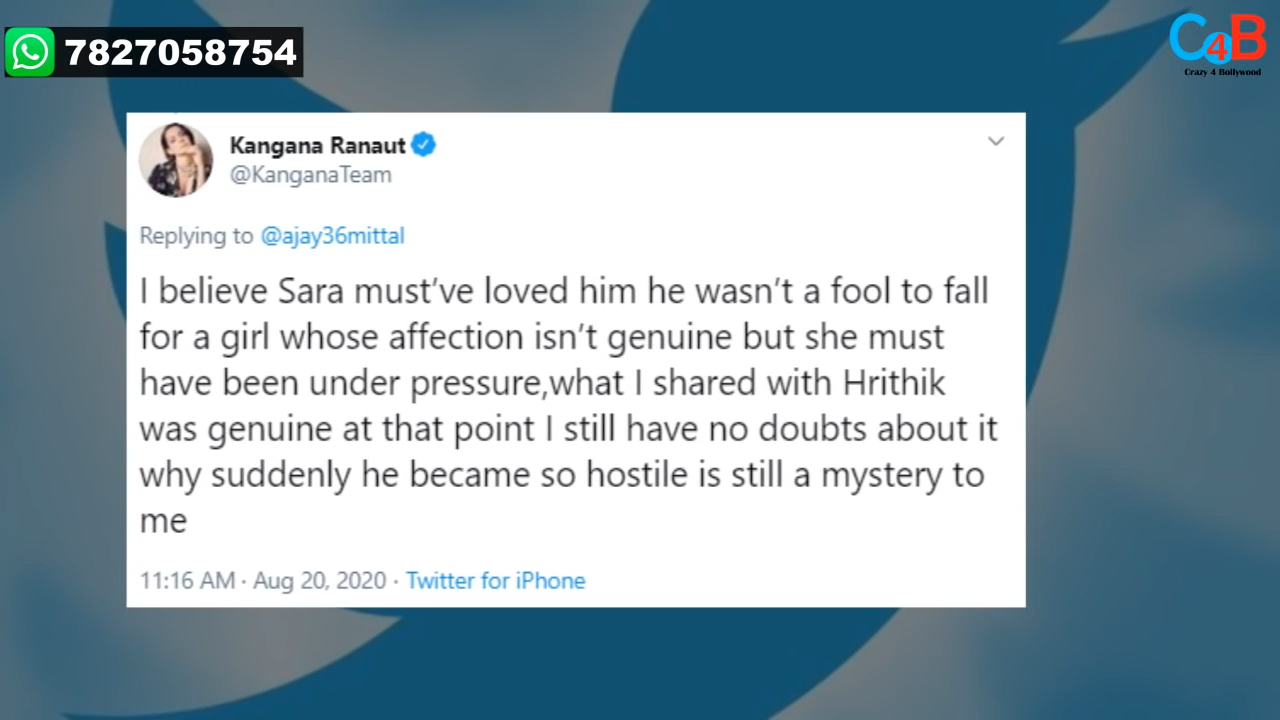 7827058754
C4B
Crazy 4 Bollywood
Kangana Ranaut
@KanganaTeam
Replying to @ajay36mittal
I believe Sara must’ve loved him he wasn’t a fool to fall
for a girl whose affection isn’t genuine but she must
have been under pressure,what I shared with Hrithik
was genuine at that point I still have no doubts about it
why suddenly he became so hostile is still a mystery to
me
11:16 AM · Aug 20, 2020 · Twitter for iPhone